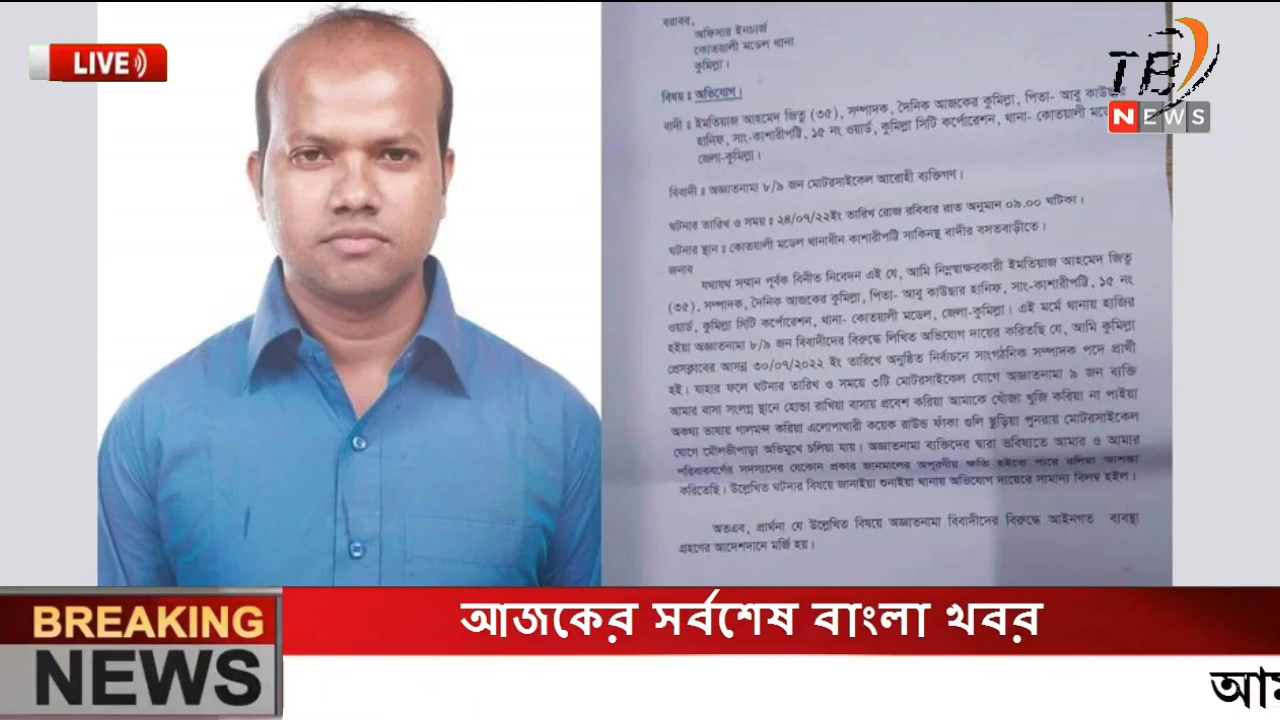 LIVE
TB
NEWS
বরাবর,
অফিসার ইনচার্জ
কোতয়ালী মডেল থানা
কুমিল্লা।
বিষয় ঃ অভিযোগ।
বাদী ঃ ইমতিয়াজ আহমেদ জিতু (৩৫), সম্পাদক, দৈনিক আজকের কুমিল্লা, পিতা- আবু কাউছার
হানিফ, সাং-কাশারীপট্টি, ১৫ নং ওয়ার্ড, কুমিল্লা সিটি কর্পোরেশন, থানা- কোতয়ালী
জেলা-কুমিল্লা।
বিবাদী ঃ অজ্ঞাতনামা ৮/৯ জন মোটরসাইকেল আরোহী ব্যক্তিগণ।
ঘটনার তারিখ ও সময় ঃ ২৪/০৭/২২ইং তারিখ রোজ রবিবার রাত অনুমান ০৯.০০ ঘটিকা।
ঘটনার স্থান ঃ কোতয়ালী মডেল থানাধীন কাশারীপট্টি সাকিনস্থ বাদীর বসতবাড়ীতে।
জনাব
যথাযথ সম্মান পূর্বক বিনীত নিবেদন এই যে, আমি নিম্নস্বাক্ষরকারী ইমতিয়াজ আহমেদ জিতু
(৩৫), সম্পাদক, দৈনিক আজকের কুমিল্লা, পিতা- আবু কাউছার হানিফ, সাং-কাশারীপট্টি, ১৫ নং
ওয়ার্ড, কুমিল্লা সিটি কর্পোরেশন, থানা- কোতয়ালী মডেল, জেলা-কুমিল্লা। এই মর্মে থানায় হাজির
হইয়া অজ্ঞাতনামা ৮/৯ জন বিবাদীদের বিরুদ্ধে লিখিত অভিযোগ দায়ের করিতেছি যে, আমি কুমিল্লা
প্রেসক্লাবের আসন্ন ৩০/০৭/২০২২ ইং তারিখে অনুষ্ঠিত নির্বাচনে সাংগঠনিক সম্পাদক পদে প্রার্থী
হই। যাহার ফলে ঘটনার তারিখ ও সময়ে ৩টি মোটরসাইকেল যোগে অজ্ঞাতনামা ৯ জন ব্যক্তি
আমার বাসা সংলগ্ন স্থানে হোন্ডা রাখিয়া বাসায় প্রবেশ করিয়া আমাকে খোঁজা খুজি করিয়া না পাইয়া
অকথ্য ভাষায় গালমন্দ করিয়া এলোপাথারী কয়েক রাউন্ড ফাঁকা গুলি ছুড়িয়া পুনরায় মোটরসাইকেল
যোগে মৌলভীপাড়া অভিমুখে চলিয়া যায়। অজ্ঞাতনামা ব্যক্তিদের দ্বারা ভবিষ্যতে আমার ও আমার
পরিবারবর্গের সদস্যদের যেকোন প্রকার জানমালের অপূরণীয় ক্ষতি হইতে পারে বলিয়া আশঙ্কা
করিতেছি। উল্লেখিত ঘটনার বিষয়ে জানাইয়া শুনাইয়া থানায় অভিযোগ দায়েরে সামান্য বিলম্ব হইল।
অতএব, প্রার্থনা যে উল্লেখিত বিষয়ে অজ্ঞাতনামা বিবাদীদের বিরুদ্ধে আইনগত ব্যবস্থা
গ্রহণের আদেশদানে মর্জি হয়।
BREAKING
NEWS
আজকের সর্বশেষ বাংলা খবর